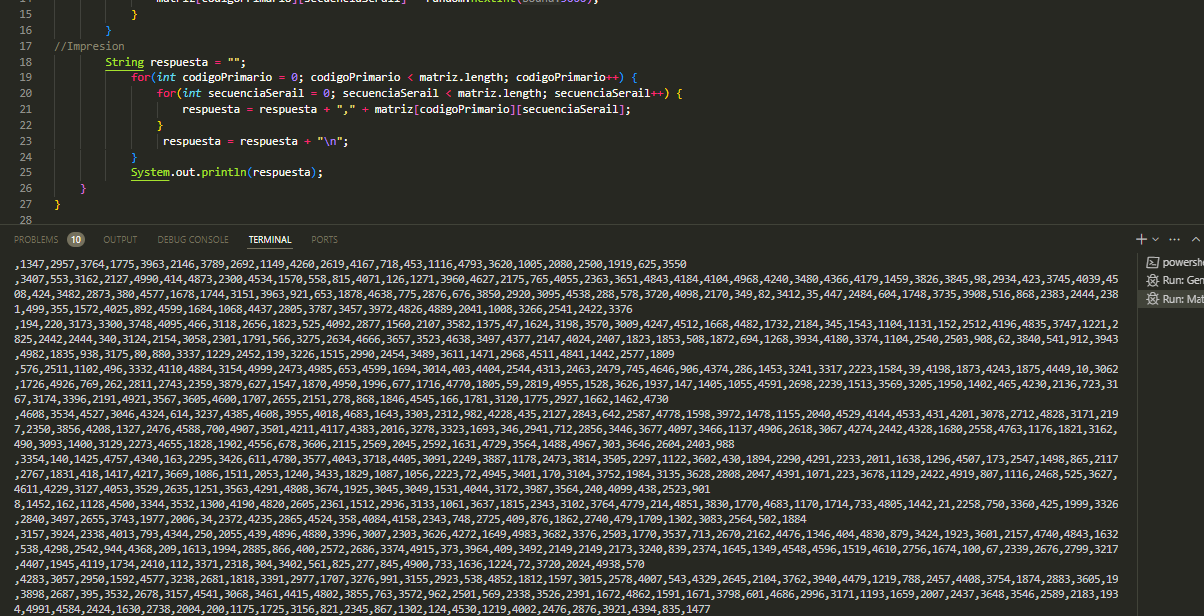 15 }
16 }
17 //Impresion
18 String respuesta = "";
19 for(int codigoPrimario = 0; codigoPrimario < matriz.length; codigoPrimario++) {
20 for(int secuenciaSerail = 0; secuenciaSerail < matriz.length; secuenciaSerail++) {
21 respuesta = respuesta + "," + matriz[codigoPrimario][secuenciaSerail];
22 }
23 respuesta = respuesta + "\n";
24 }
25 System.out.println(respuesta);
26 }
27 }
28
PROBLEMS 10 OUTPUT DEBUG CONSOLE TERMINAL PORTS
powershe
Run: Gen
Run: Mat
,1347,2957,3764,1775,3963,2146,3789,2692,1149,4260,2619,4167,718,453,1116,4793,3620,1005,2080,2500,1919,625,3550
,3407,553,3162,2127,4990,414,4873,2300,4534,1570,558,815,4071,126,1271,3960,4627,2175,765,4055,2363,3651,4843,4184,4104,4968,4240,3480,4366,4179,1459,3826,3845,98,2934,423,3745,4039,45
08,424,3482,2873,380,4577,1678,1744,3151,3963,921,653,1878,4638,775,2876,676,3850,2920,3095,4538,288,578,3720,4098,2170,349,82,3412,35,447,2484,604,1748,3735,3908,516,868,2383,2444,238
1,499,355,1572,4025,892,4599,1684,1068,4437,2805,3787,3457,3972,4826,4889,2041,1008,3266,2541,2422,3376
,194,220,3173,3300,3748,4095,466,3118,2656,1823,525,4092,2877,1560,2107,3582,1375,47,1624,3198,3570,3009,4247,4512,1668,4482,1732,2184,345,1543,1104,1131,152,2512,4196,4835,3747,1221,2
825,2442,2444,340,3124,2154,3058,2301,1791,566,3275,2634,4666,3657,3523,4638,3497,4377,2147,4024,2407,1823,1853,508,1872,694,1268,3934,4180,3374,1104,2540,2503,908,62,3840,541,912,3943
,4982,1835,938,3175,80,880,3337,1229,2452,139,3226,1515,2990,2454,3489,3611,1471,2968,4511,4841,1442,2577,1809
,576,2511,1102,496,3332,4110,4884,3154,4999,2473,4985,653,4599,1694,3014,403,4404,2544,4313,2463,2479,745,4646,906,4374,286,1453,3241,3317,2223,1584,39,4198,1873,4243,1875,4449,10,3062
,1726,4926,769,262,2811,2743,2359,3879,627,1547,1870,4950,1996,677,1716,4770,1805,59,2819,4955,1528,3626,1937,147,1405,1055,4591,2698,2239,1513,3569,3205,1950,1402,465,4230,2136,723,31
67,3174,3396,2191,4921,3567,3605,4600,1707,2655,2151,278,868,1846,4545,166,1781,3120,1775,2927,1662,1462,4730
,4608,3534,4527,3046,4324,614,3237,4385,4608,3955,4018,4683,1643,3303,2312,982,4228,435,2127,2843,642,2587,4778,1598,3972,1478,1155,2040,4529,4144,4533,431,4201,3078,2712,4828,3171,219
7,2350,3856,4208,1327,2476,4588,700,4907,3501,4211,4117,4383,2016,3278,3323,1693,346,2941,712,2856,3446,3677,4097,3466,1137,4906,2618,3067,4274,2442,4328,1680,2558,4763,1176,1821,3162,
490,3093,1400,3129,2273,4655,1828,1902,4556,678,3606,2115,2569,2045,2592,1631,4729,3564,1488,4967,303,3646,2604,2403,988
,3354,140,1425,4757,4340,163,2295,3426,611,4780,3577,4043,3718,4405,3091,2249,3887,1178,2473,3814,3505,2297,1122,3602,430,1894,2290,4291,2233,2011,1638,1296,4507,173,2547,1498,865,2117
,2767,1831,418,1417,4217,3669,1086,1511,2053,1240,3433,1829,1087,1056,2223,72,4945,3401,170,3104,3752,1984,3135,3628,2808,2047,4391,1071,223,3678,1129,2422,4919,807,1116,2468,525,3627,
4611,4229,3127,4053,3529,2635,1251,3563,4291,4808,3674,1925,3045,3049,1531,4044,3172,3987,3564,240,4099,438,2523,901
8,1452,162,1128,4500,3344,3532,1300,4190,4820,2605,2361,1512,2936,3133,1061,3637,1815,2343,3102,3764,4779,214,4851,3830,1770,4683,1170,1714,733,4805,1442,21,2258,750,3360,425,1999,3326
,2840,3497,2655,3743,1977,2006,34,2372,4235,2865,4524,358,4084,4158,2343,748,2725,409,876,1862,2740,479,1709,1302,3083,2564,502,1884
,3157,3924,2338,4013,793,4344,250,2055,439,4896,4880,3396,3007,2303,3626,4272,1649,4983,3682,3376,2503,1770,3537,713,2670,2162,4476,1346,404,4830,879,3424,1923,3601,2157,4740,4843,1632
,538,4298,2542,944,4368,209,1613,1994,2885,866,400,2572,2686,3374,4915,373,3964,409,3492,2149,2149,2173,3240,839,2374,1645,1349,4548,4596,1519,4610,2756,1674,100,67,2339,2676,2799,3217
,4407,1945,4119,1734,2410,112,3371,2318,304,3402,561,825,277,845,4900,733,1636,1224,72,3720,2024,4938,570
,4283,3057,2950,1592,4577,3238,2681,1818,3391,2977,1707,3276,991,3155,2923,538,4852,1812,1597,3015,2578,4007,543,4329,2645,2104,3762,3940,4479,1219,788,2457,4408,3754,1874,2883,3605,19
,3898,2687,395,3532,2678,3157,4541,3068,3461,4415,4802,3855,763,3572,962,2501,569,2338,3526,2391,1672,4862,1591,1671,3798,601,4686,2996,3171,1193,1659,2007,2437,3648,3546,2589,2183,193
4,4991,4584,2424,1630,2738,2004,200,1175,1725,3156,821,2345,867,1302,124,4530,1219,4002,2476,2876,3921,4394,835,1477